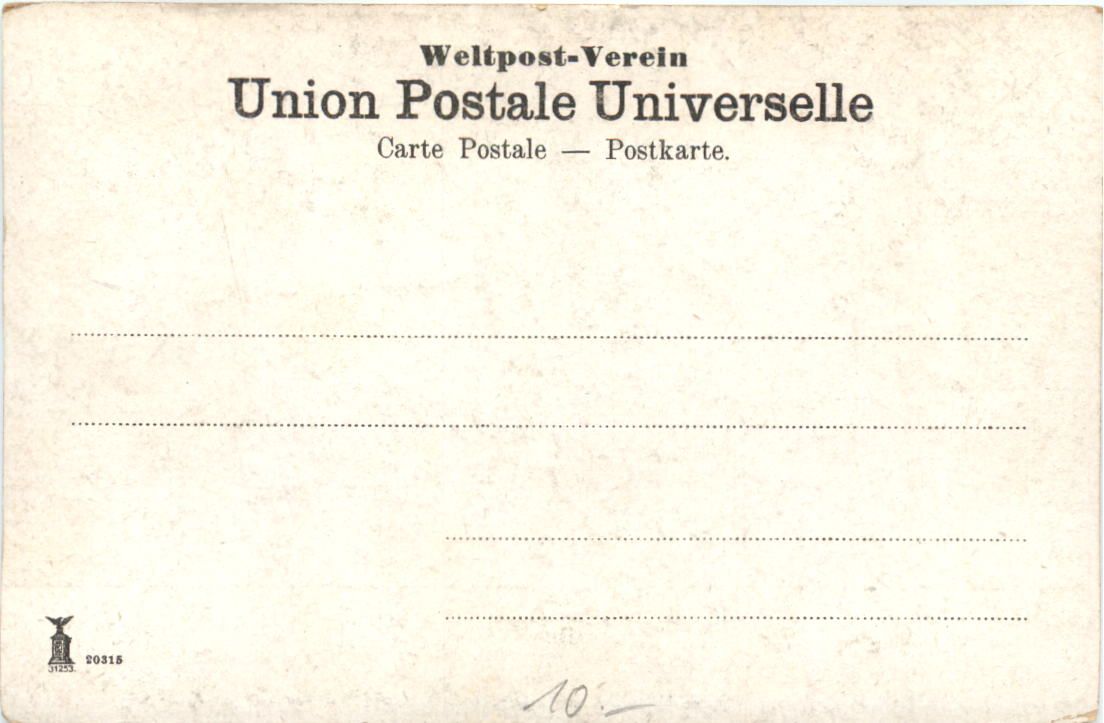 Weltpost-Verein
Union Postale Universelle
Carte Postale — Postkarte.
31253.
20315
10.—